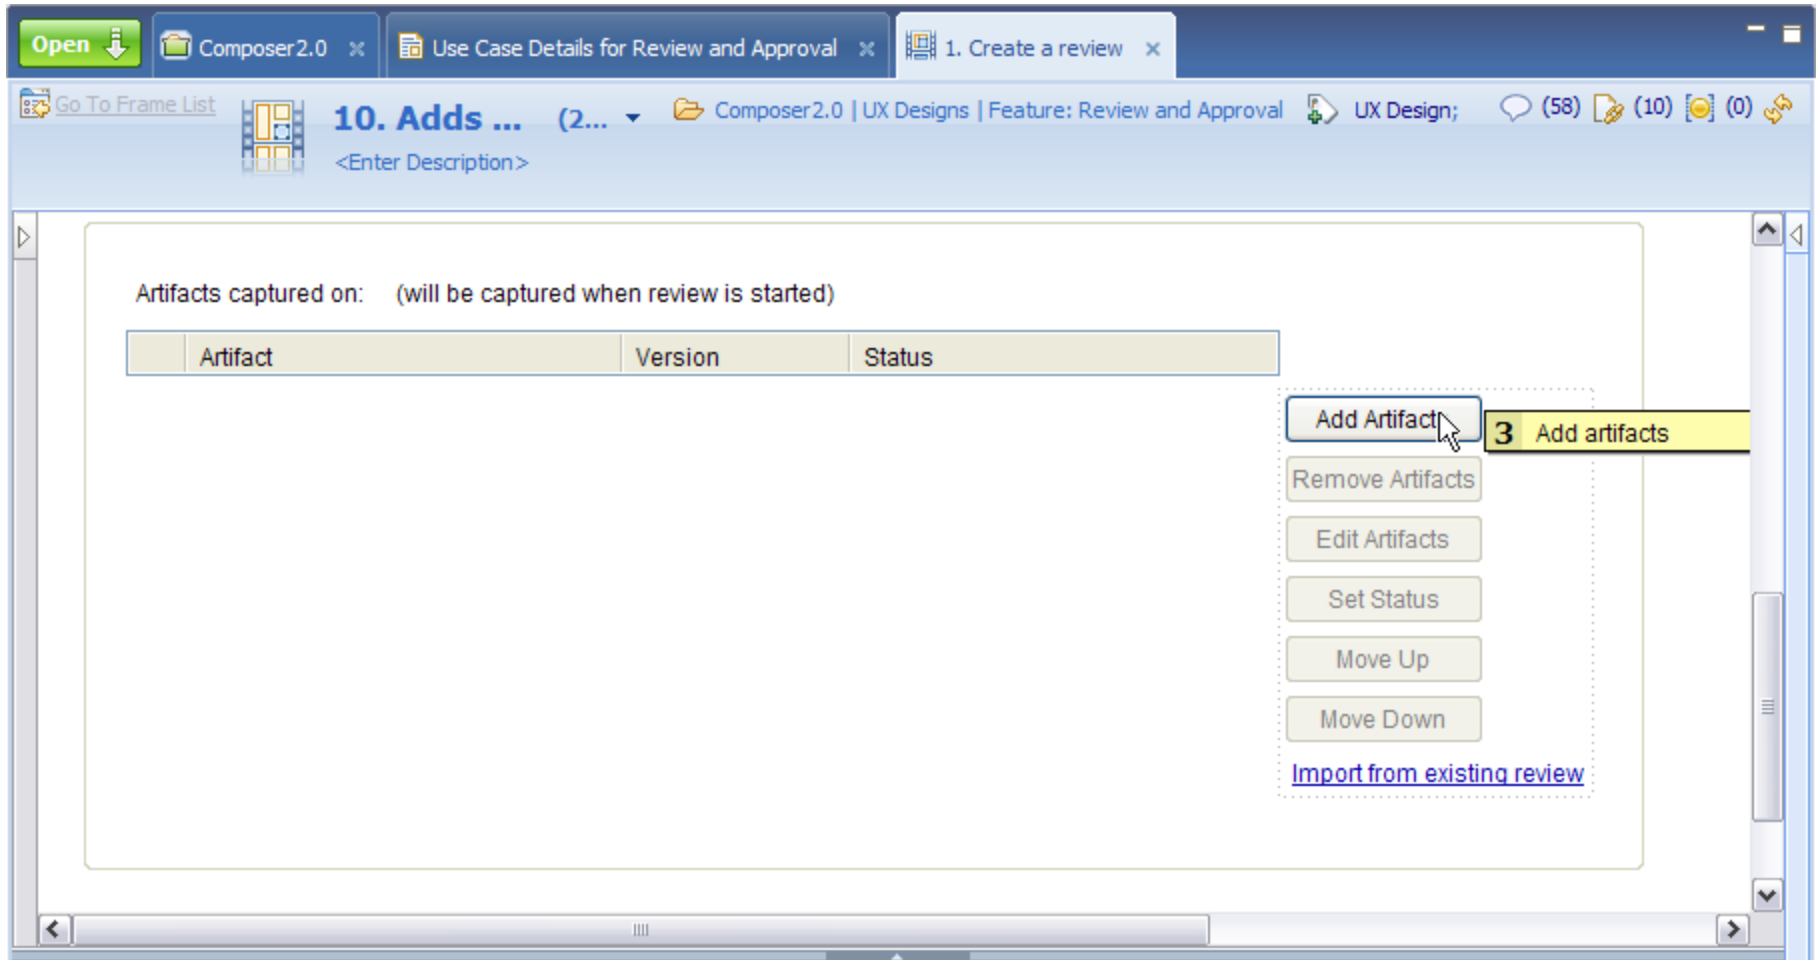 Open
Composer2.0
Use Case Details for Review and Approval
1. Create a review
Go To Frame List
10. Adds ... (2...
Composer2.0 | UX Designs | Feature: Review and Approval
UX Design;
(58) (10) (0)
<Enter Description>
Artifacts captured on: (will be captured when review is started)
Artifact Version Status
Add Artifact
3 Add artifacts
Remove Artifacts
Edit Artifacts
Set Status
Move Up
Move Down
Import from existing review